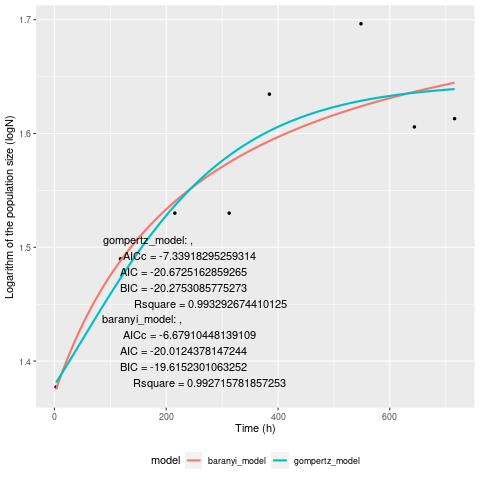 1.7
1.6
1.5
1.4
Logarithm of the population size (logN)
gompertz_model: ,
AICc = -7.33918295259314
AIC = -20.6725162859265
BIC = -20.2753085775273
Rsquare = 0.993292674410125
baranyi_model: ,
AICc = -6.67910448139109
AIC = -20.0124378147244
BIC = -19.6152301063252
Rsquare = 0.992715781857253
0 200 400 600
Time (h)
model baranyi_model gompertz_model